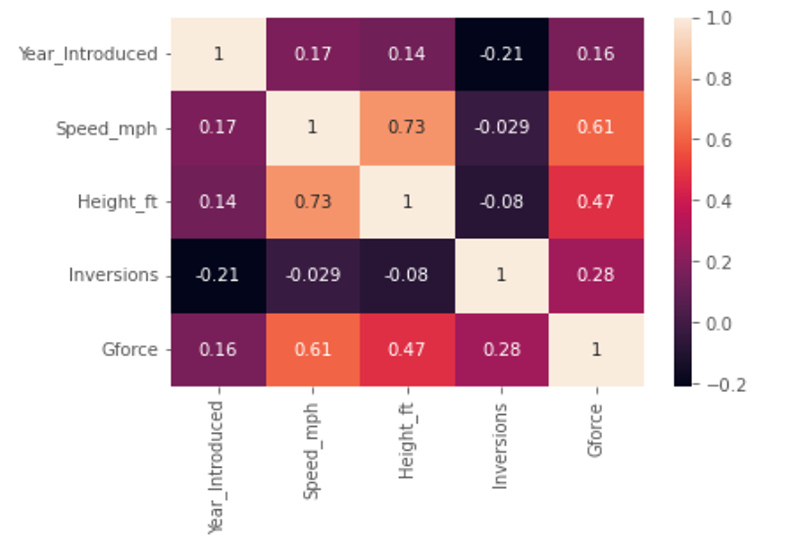 Year_Introduced 1 0.17 0.14 -0.21 0.16
Speed_mph 0.17 1 0.73 -0.029 0.61
Height_ft 0.14 0.73 1 -0.08 0.47
Inversions -0.21 -0.029 -0.08 1 0.28
Gforce 0.16 0.61 0.47 0.28 1
Year_Introduced
Speed_mph
Height_ft
Inversions
Gforce
1.0
0.8
0.6
0.4
0.2
0.0
−0.2